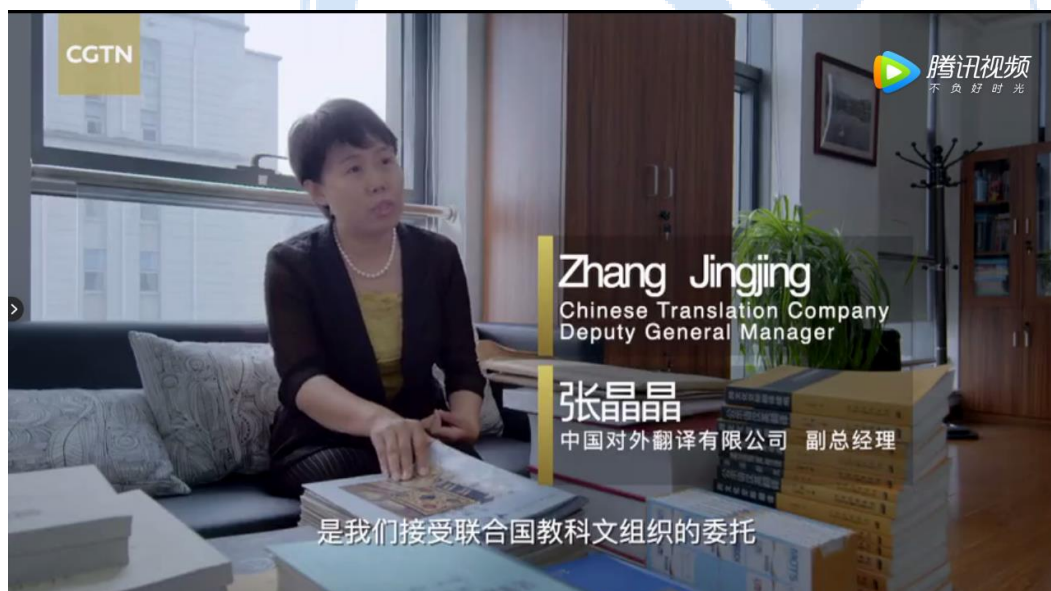 CGTN
腾讯视频
不负好时光
Zhang Jingjing
Chinese Translation Company
Deputy General Manager
张晶晶
中国对外翻译有限公司 副总经理
是我们接受联合国教科文组织的委托